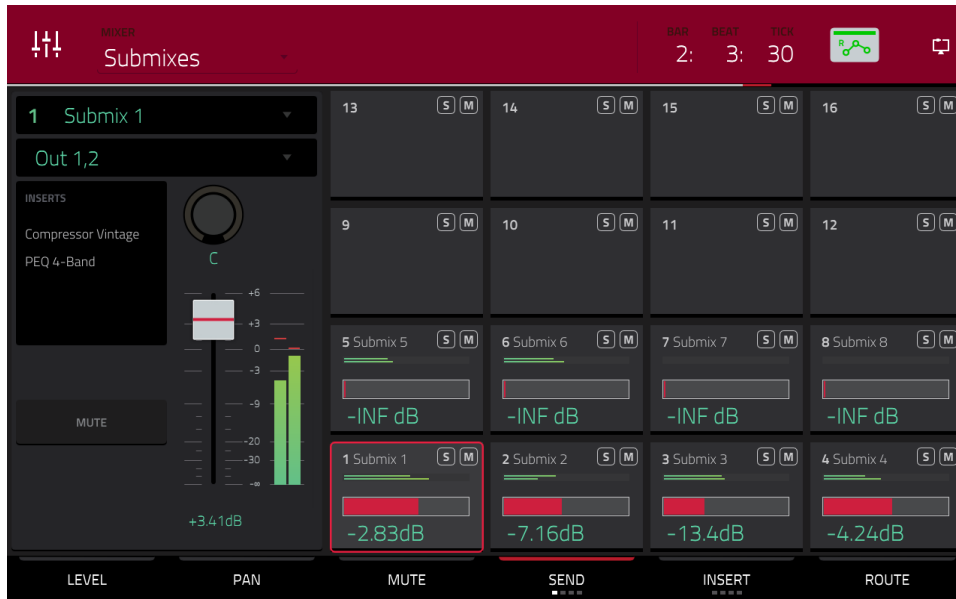 MIXER
Submixes
BAR BEAT TICK
2: 3: 30
R
1 Submix 1
Out 1,2
INSERTS
Compressor Vintage
PEQ 4-Band
C
+6
+3
0
-3
-9
-20
-30
-∞
MUTE
+3.41dB
13 S M
14 S M
15 S M
16 S M
9 S M
10 S M
11 S M
12 S M
5 Submix 5 S M
6 Submix 6 S M
7 Submix 7 S M
8 Submix 8 S M
-INF dB
-INF dB
-INF dB
-INF dB
1 Submix 1 S M
2 Submix 2 S M
3 Submix 3 S M
4 Submix 4 S M
-2.83dB
-7.16dB
-13.4dB
-4.24dB
LEVEL PAN MUTE SEND INSERT ROUTE